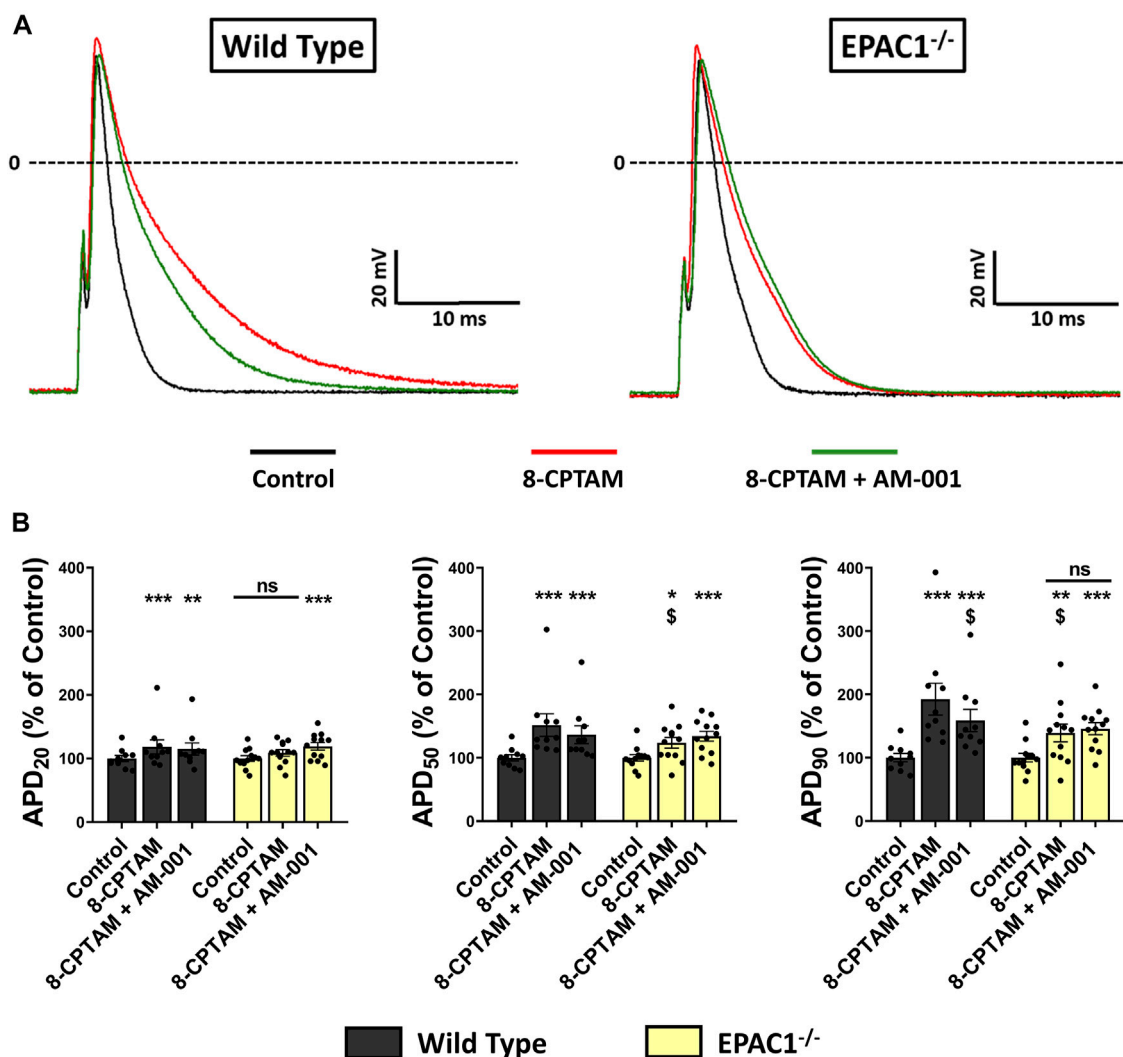 A
Wild Type
EPAC1-/-
0
0
20 mV
10 ms
20 mV
10 ms
Control
8-CPTAM
8-CPTAM + AM-001
B
APD20 (% of Control)
400
300
200
100
0
***
**
ns
***
Control
8-CPTAM
8-CPTAM + AM-001
Control
8-CPTAM
8-CPTAM + AM-001
APD50 (% of Control)
400
300
200
100
0
***
***
*
$
***
Control
8-CPTAM
8-CPTAM + AM-001
Control
8-CPTAM
8-CPTAM + AM-001
APD90 (% of Control)
400
300
200
100
0
***
***
$
ns
**
$
***
Control
8-CPTAM
8-CPTAM + AM-001
Control
8-CPTAM
8-CPTAM + AM-001
Wild Type
EPAC1-/-